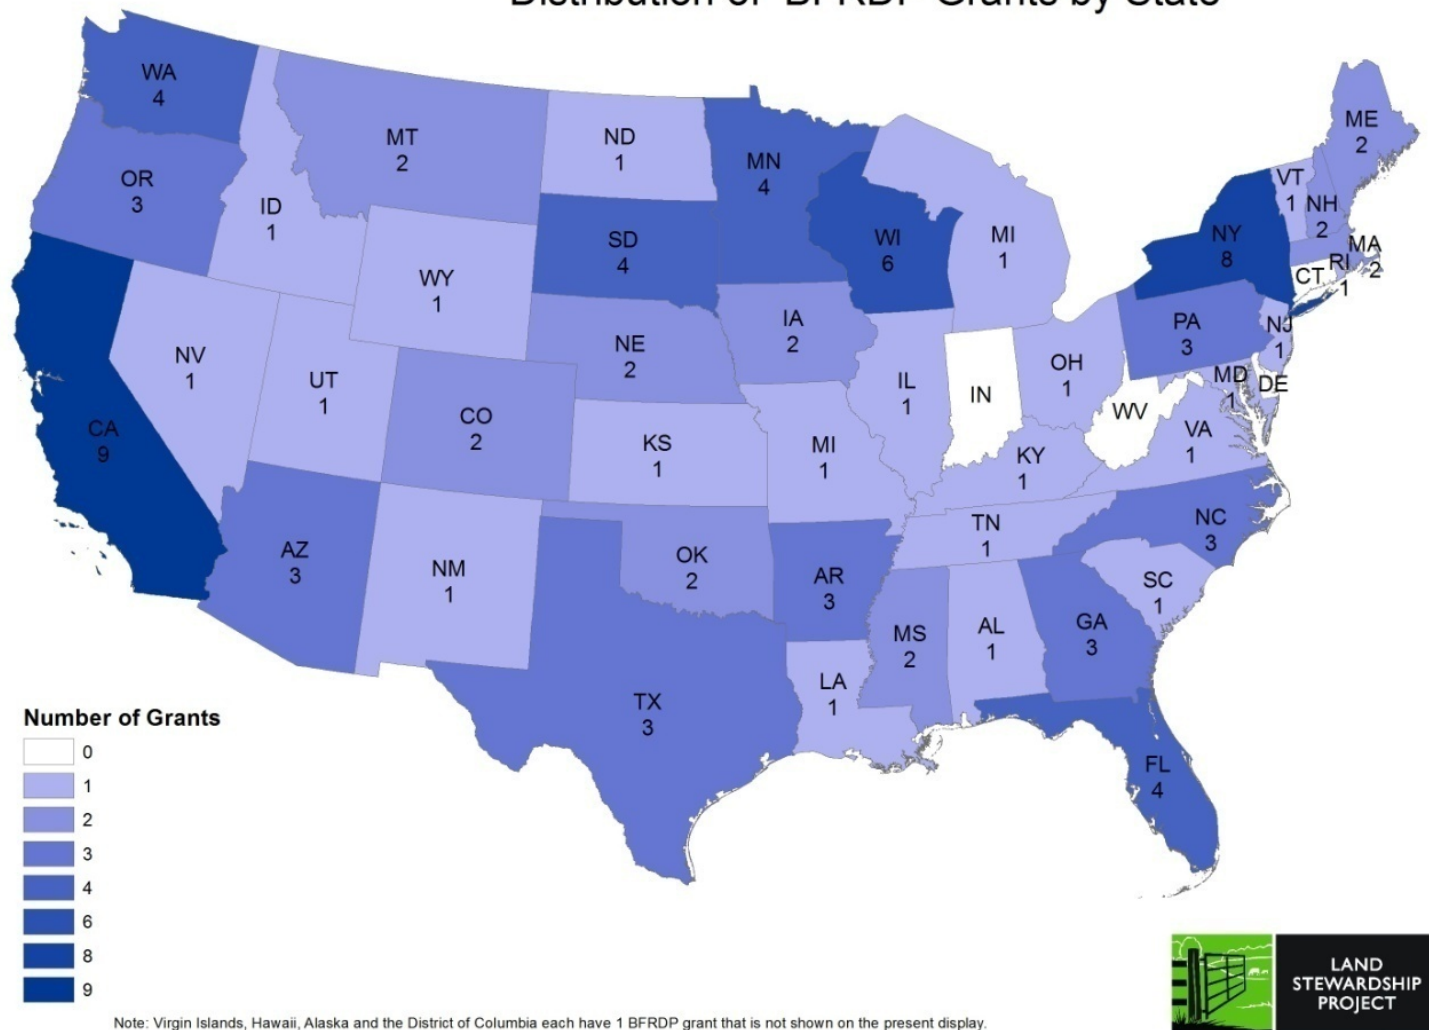 Distribution of BFRDP Grants by State
WA
4
OR
3
CA
9
ID
1
NV
1
MT
2
WY
1
UT
1
AZ
3
CO
2
NM
1
ND
1
SD
4
NE
2
KS
1
OK
2
TX
3
MN
4
IA
2
MI
1
AR
3
LA
1
WI
6
IL
1
MI
1
IN
OH
1
KY
1
TN
1
MS
2
AL
1
GA
3
FL
4
SC
1
NC
3
VA
1
WV
MD
1
DE
PA
3
NJ
1
NY
8
CT
RI
1
MA
2
VT
1
NH
2
ME
2
Number of Grants
0
1
2
3
4
6
8
9
LAND
STEWARDSHIP
PROJECT
Note: Virgin Islands, Hawaii, Alaska and the District of Columbia each have 1 BFRDP grant that is not shown on the present display.